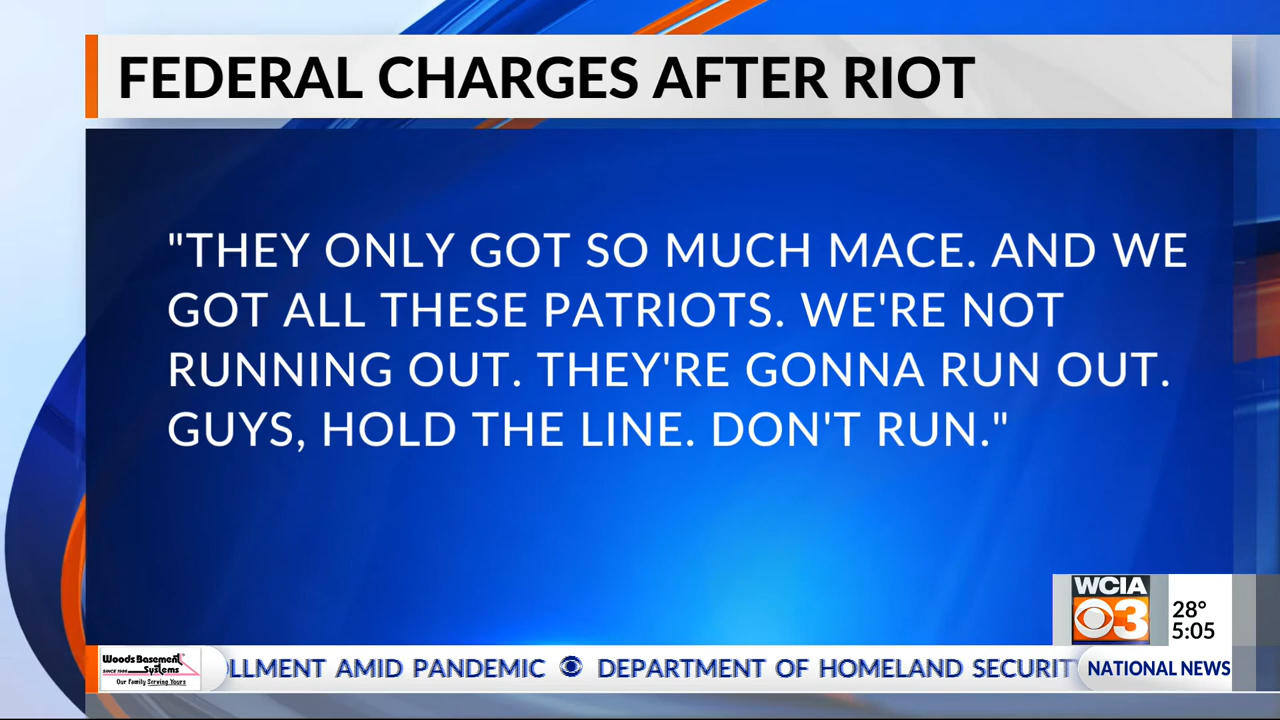 FEDERAL CHARGES AFTER RIOT
"THEY ONLY GOT SO MUCH MACE. AND WE
GOT ALL THESE PATRIOTS. WE'RE NOT
RUNNING OUT. THEY'RE GONNA RUN OUT.
GUYS, HOLD THE LINE. DON'T RUN."
WCIA
3
28°
5:05
Woods Basement
SINCE 1986 Systems
Our Family Serving Yours
LLMENT AMID PANDEMIC DEPARTMENT OF HOMELAND SECURIT
NATIONAL NEWS